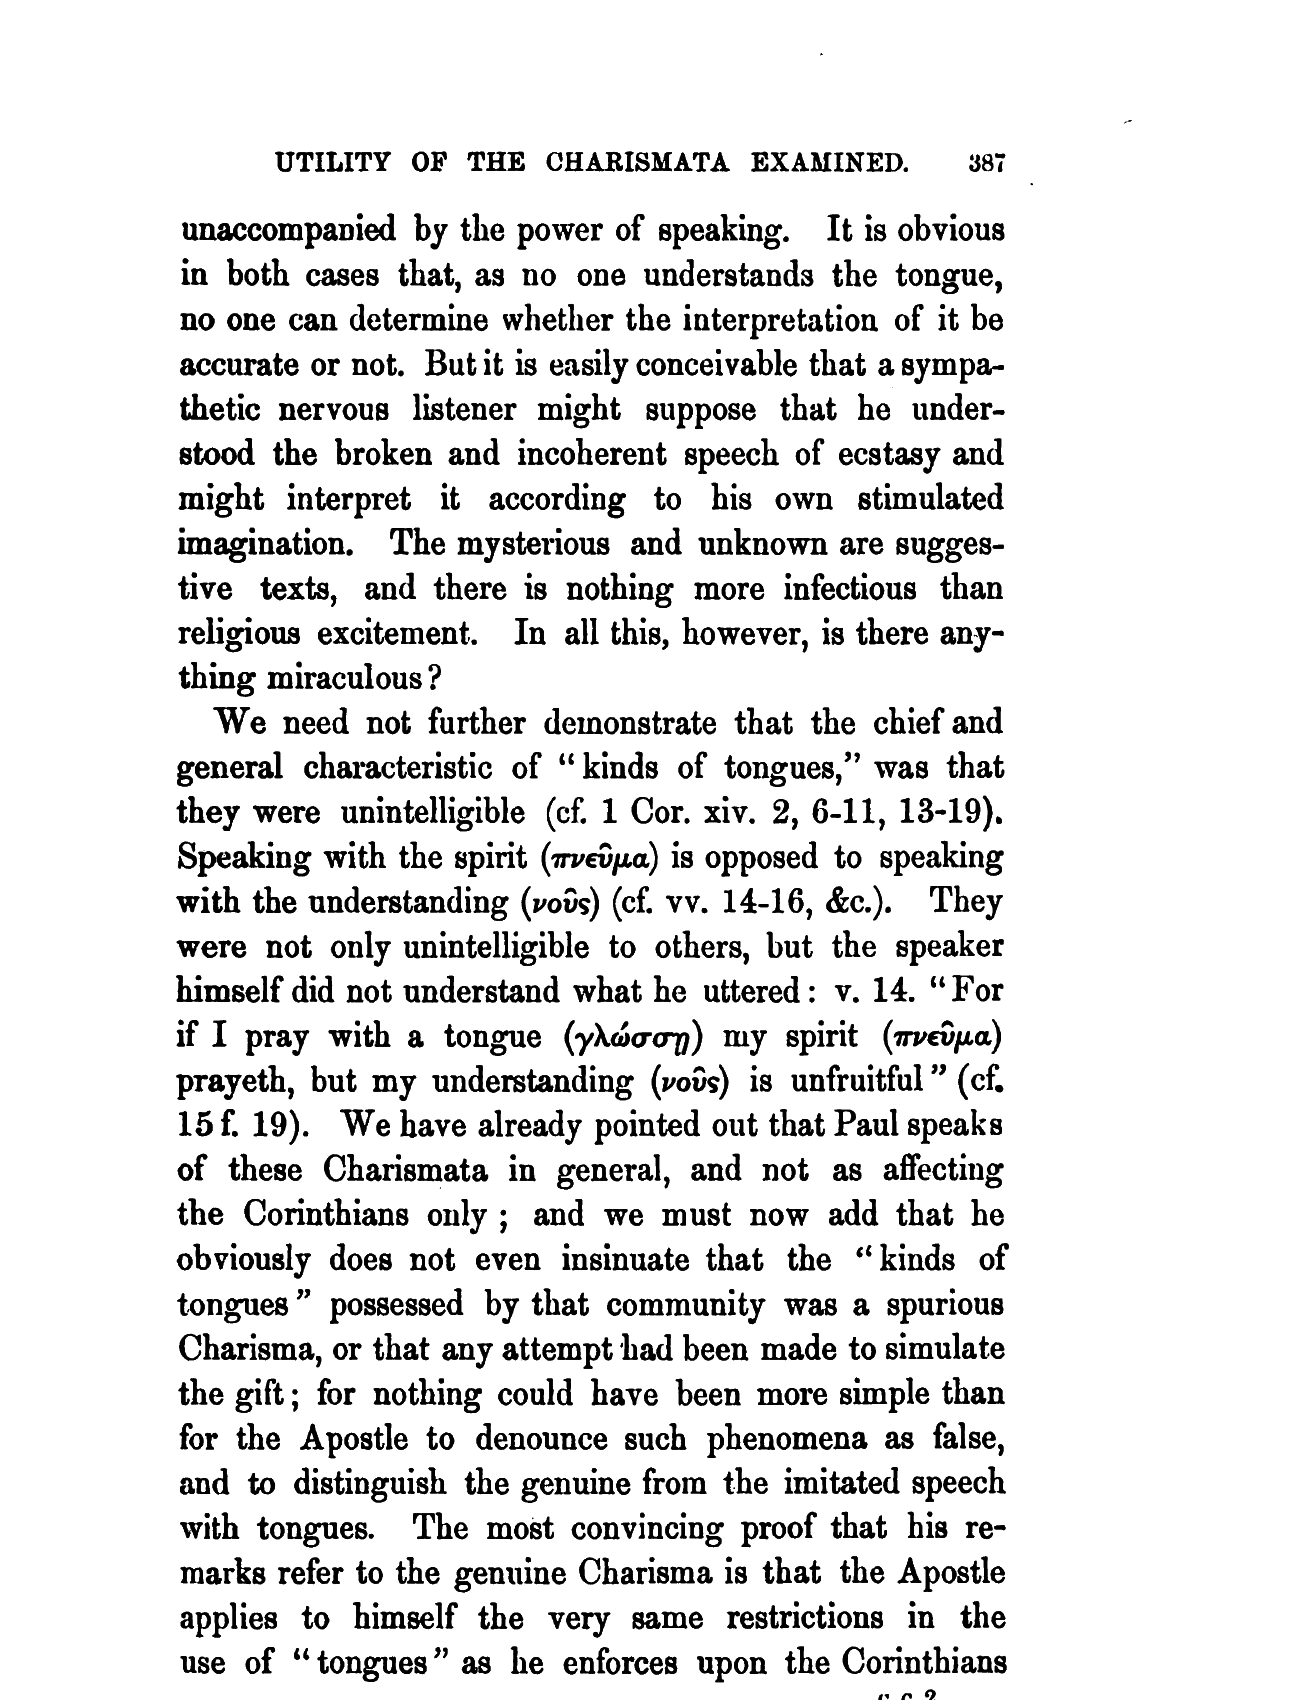 UTILITY OF THE CHARISMATA EXAMINED. 387
unaccompanied by the power of speaking. It is obvious
in both cases that, as no one understands the tongue,
no one can determine whether the interpretation of it be
accurate or not. But it is easily conceivable that a sympa-
thetic nervous listener might suppose that he under-
stood the broken and incoherent speech of ecstasy and
might interpret it according to his own stimulated
imagination. The mysterious and unknown are sugges-
tive texts, and there is nothing more infectious than
religious excitement. In all this, however, is there any-
thing miraculous?
We need not further demonstrate that the chief and
general characteristic of “kinds of tongues,” was that
they were unintelligible (cf. 1 Cor. xiv. 2, 6-11, 13-19).
Speaking with the spirit (πνεῦμα) is opposed to speaking
with the understanding (νοῦς) (cf. vv. 14-16, &c.). They
were not only unintelligible to others, but the speaker
himself did not understand what he uttered: v. 14. “For
if I pray with a tongue (γλώσσῃ) my spirit (πνεῦμα)
prayeth, but my understanding (νοῦς) is unfruitful” (cf.
15 f. 19). We have already pointed out that Paul speaks
of these Charismata in general, and not as affecting
the Corinthians only; and we must now add that he
obviously does not even insinuate that the “kinds of
tongues” possessed by that community was a spurious
Charisma, or that any attempt had been made to simulate
the gift; for nothing could have been more simple than
for the Apostle to denounce such phenomena as false,
and to distinguish the genuine from the imitated speech
with tongues. The most convincing proof that his re-
marks refer to the genuine Charisma is that the Apostle
applies to himself the very same restrictions in the
use of “tongues” as he enforces upon the Corinthians